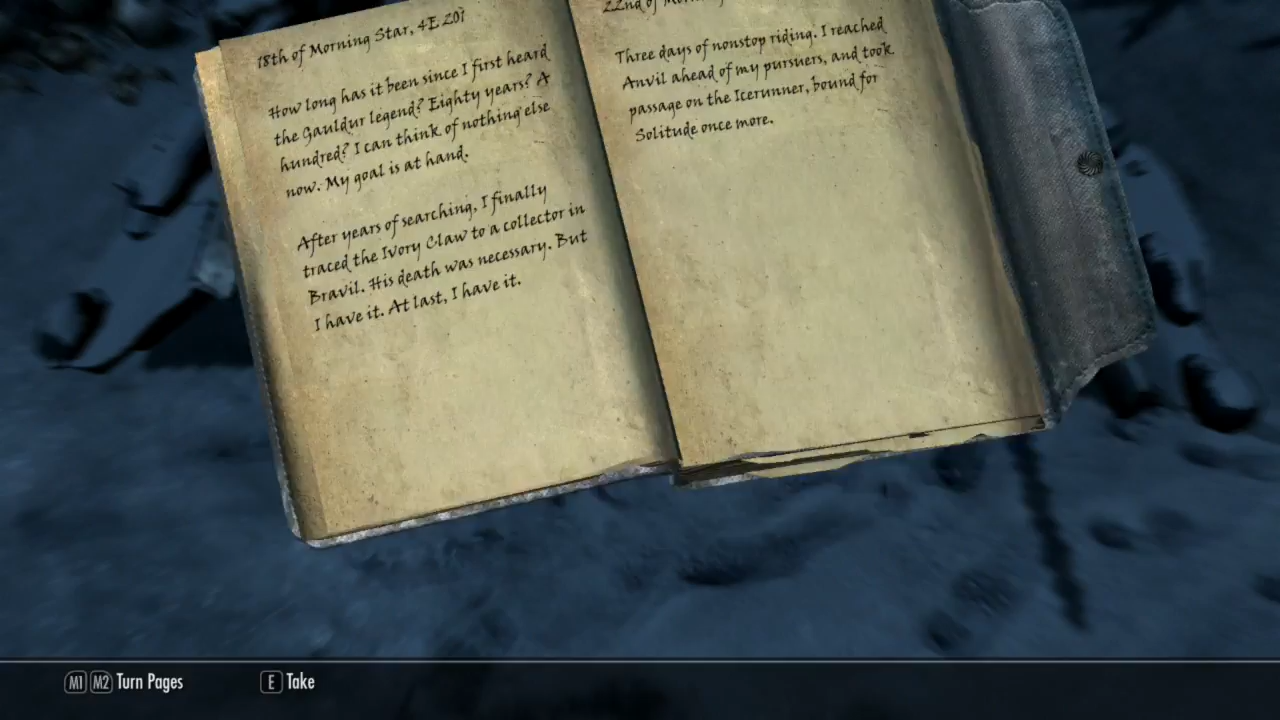 18th of Morning Star, 4E 201
How long has it been since I first heard
the Gauldur legend? Eighty years? A
hundred? I can think of nothing else
now. My goal is at hand.
After years of searching, I finally
traced the Ivory Claw to a collector in
Bravil. His death was necessary. But
I have it. At last, I have it.
22nd of
Three days of nonstop riding. I reached
Anvil ahead of my pursuers, and took
passage on the Icerunner, bound for
Solitude once more.
M1 M2 Turn Pages
E Take